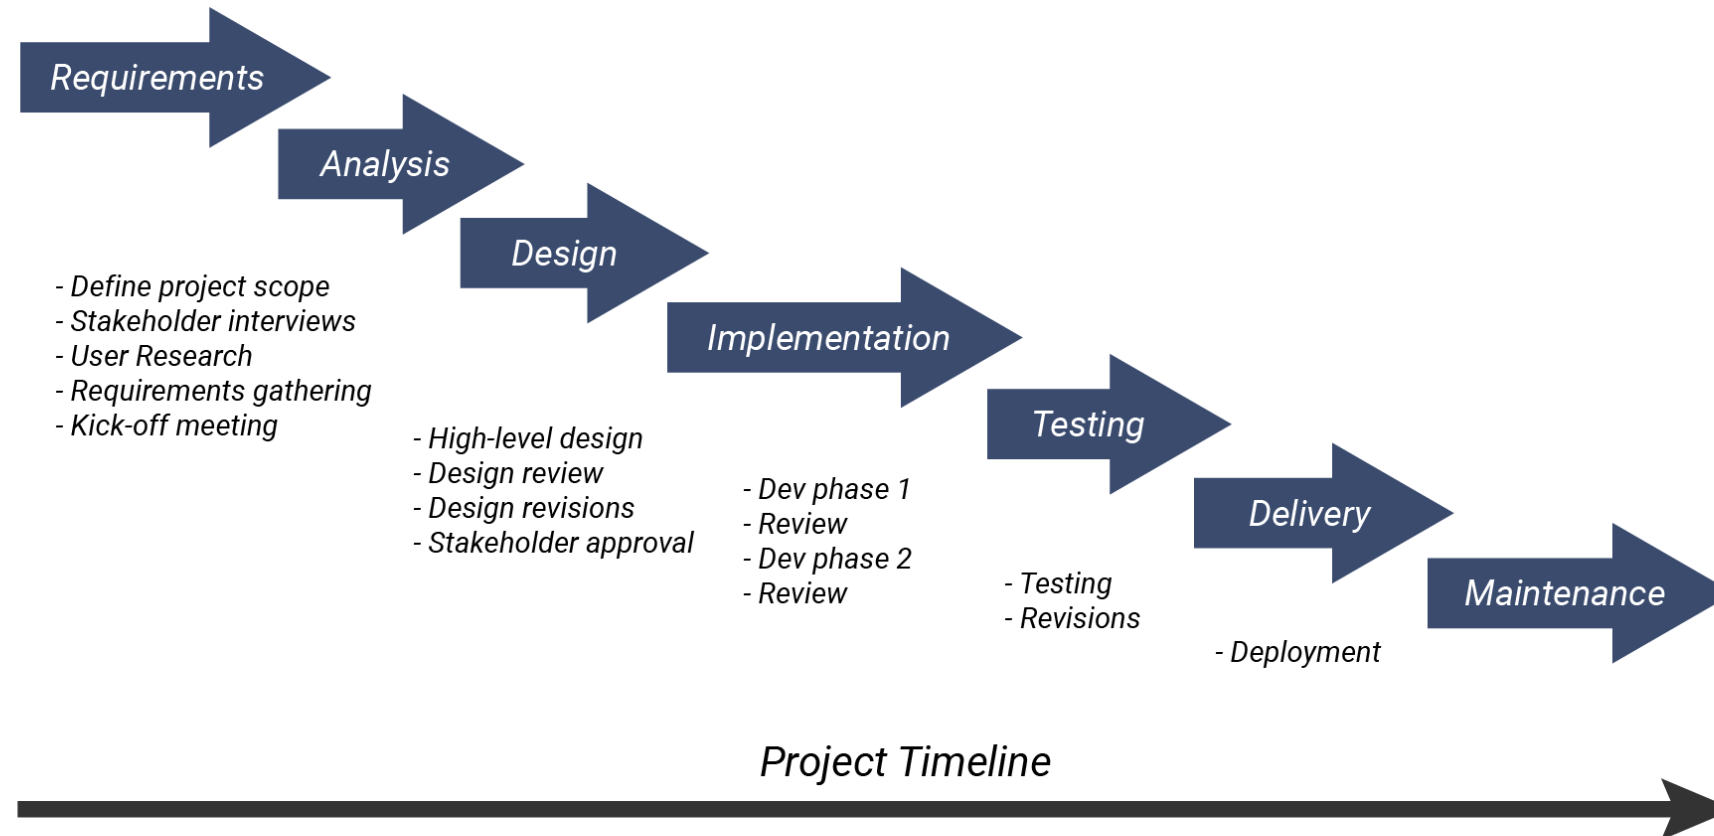 Requirements
Analysis
Design
Implementation
Testing
Delivery
Maintenance
- Define project scope
- Stakeholder interviews
- User Research
- Requirements gathering
- Kick-off meeting
- High-level design
- Design review
- Design revisions
- Stakeholder approval
- Dev phase 1
- Review
- Dev phase 2
- Review
- Testing
- Revisions
- Deployment
Project Timeline